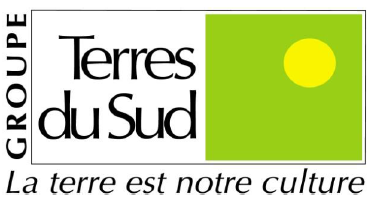 GROUPE
Terres
du Sud
La terre est notre culture